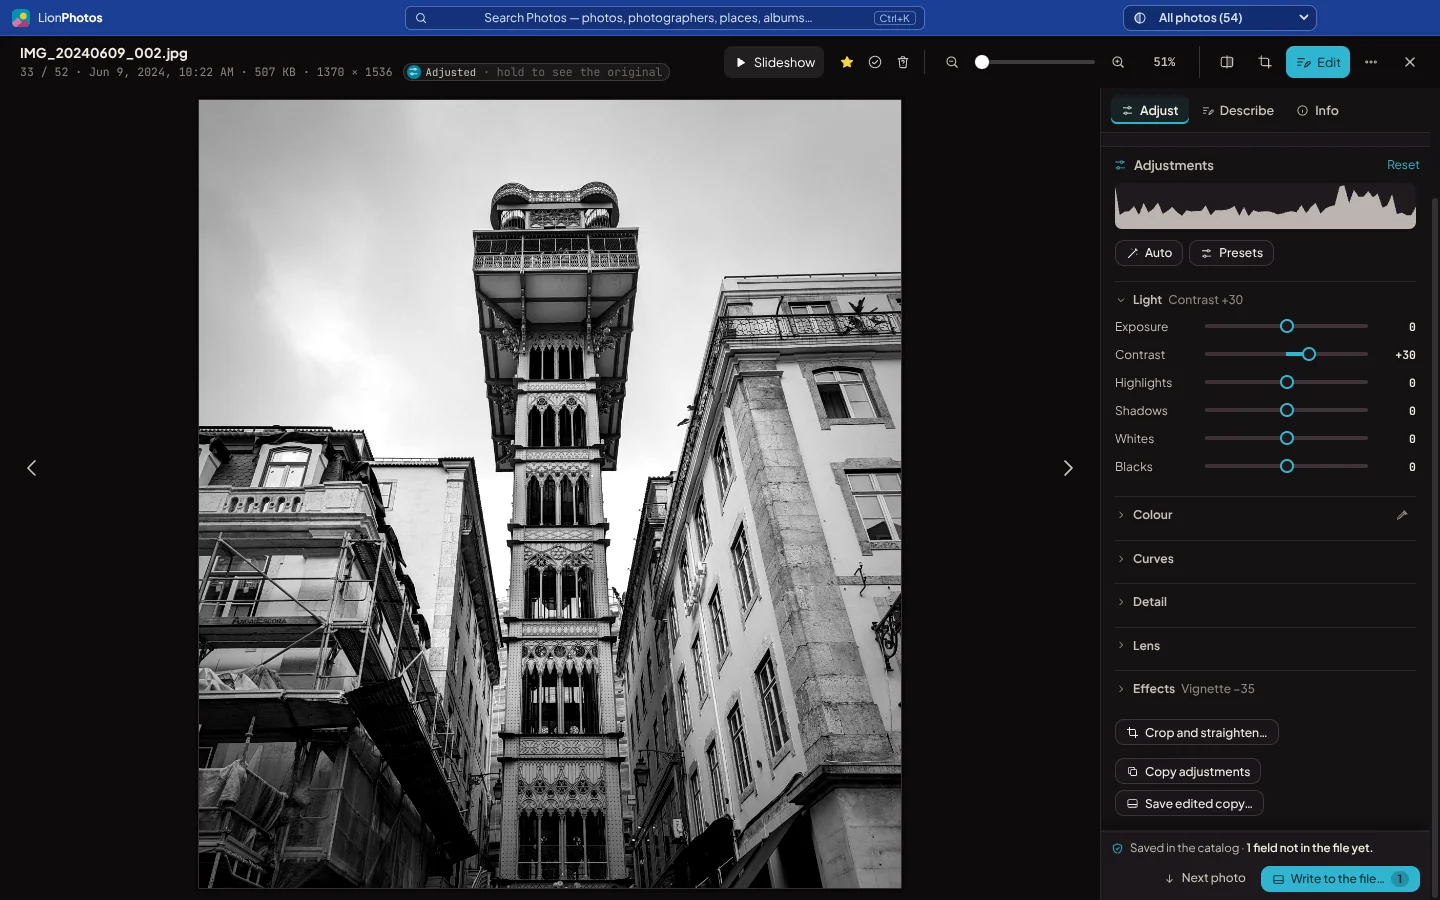 LionPhotos
Search Photos — photos, photographers, places, albums...
Ctrl+K
All photos (54)
IMG_20240609_002.jpg
33 / 52 · Jun 9, 2024, 10:22 AM · 507 KB · 1370 × 1536
Adjusted · hold to see the original
Slideshow
51%
Edit
Adjust
Describe
Info
Adjustments
Reset
Auto
Presets
Light Contrast +30
Exposure 0
Contrast +30
Highlights 0
Shadows 0
Whites 0
Blacks 0
Colour
Curves
Detail
Lens
Effects Vignette −35
Crop and straighten...
Copy adjustments
Save edited copy...
Saved in the catalog · 1 field not in the file yet.
Next photo
Write to the file... 1